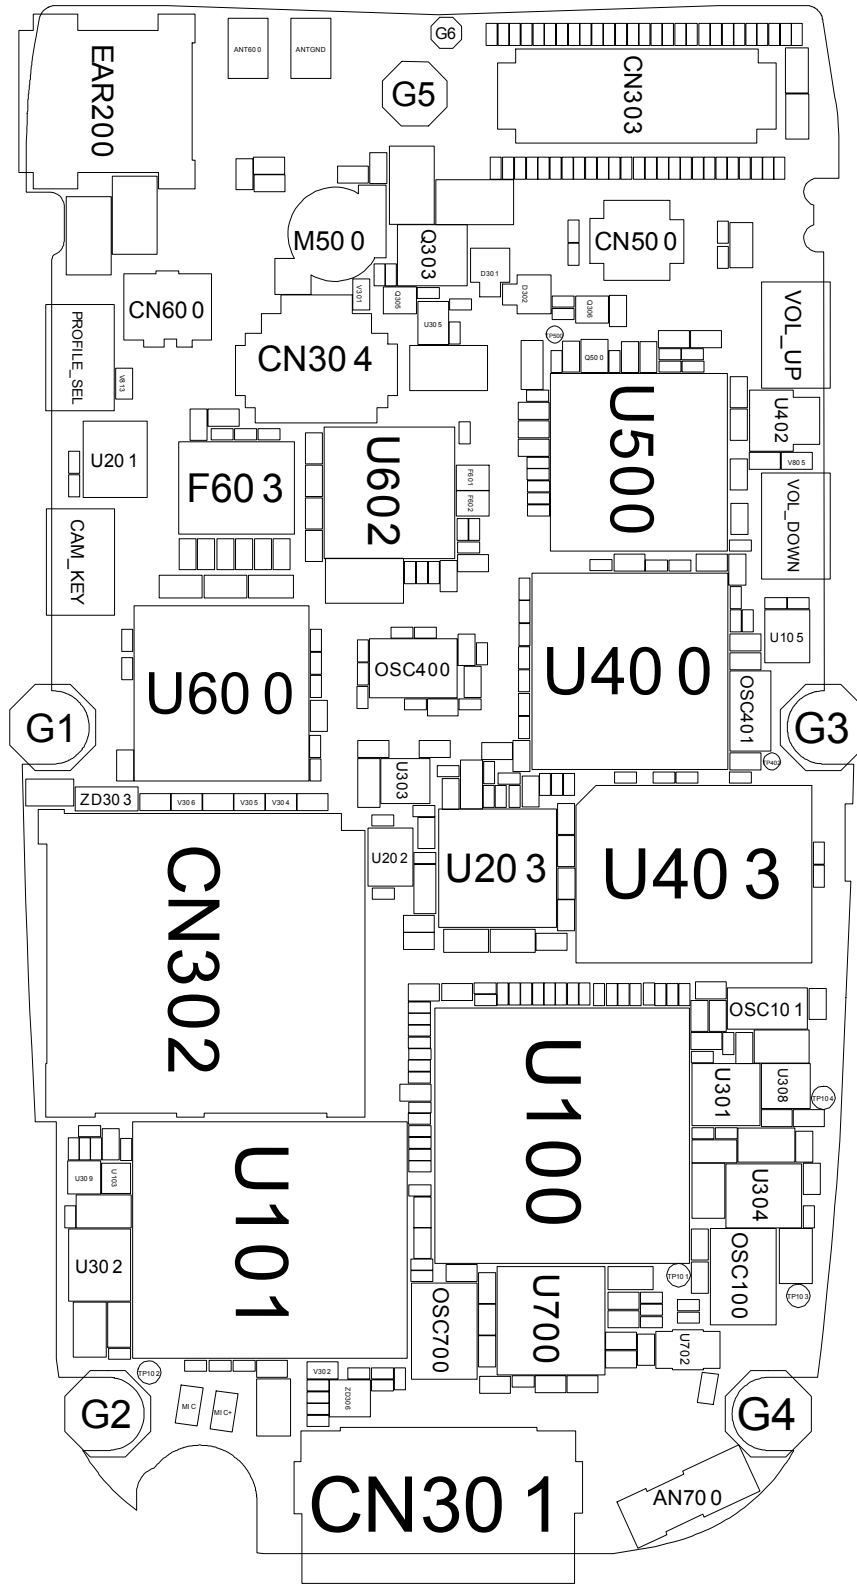 G6
ANT600
ANTGND
EAR200
G5
CN303
M500
Q303
CN500
D301
D302
CN600
V301
Q305
U305
Q306
VOL_UP
PROFILE_SEL
CN304
TP500
Q500
V813
U500
U402
U201
F603
U602
F601
F602
V805
VOL_DOWN
CAM_KEY
U105
U600
OSC400
U400
OSC401
G1
G3
TP402
U303
ZD303
V306
V305
V304
U202
U203
U403
CN302
OSC101
U100
U301
U308
TP104
U309
U103
U101
U304
U302
OSC100
TP101
TP103
OSC700
U700
U702
TP102
V302
ZD306
MIC-
MIC+
G2
G4
CN301
AN700